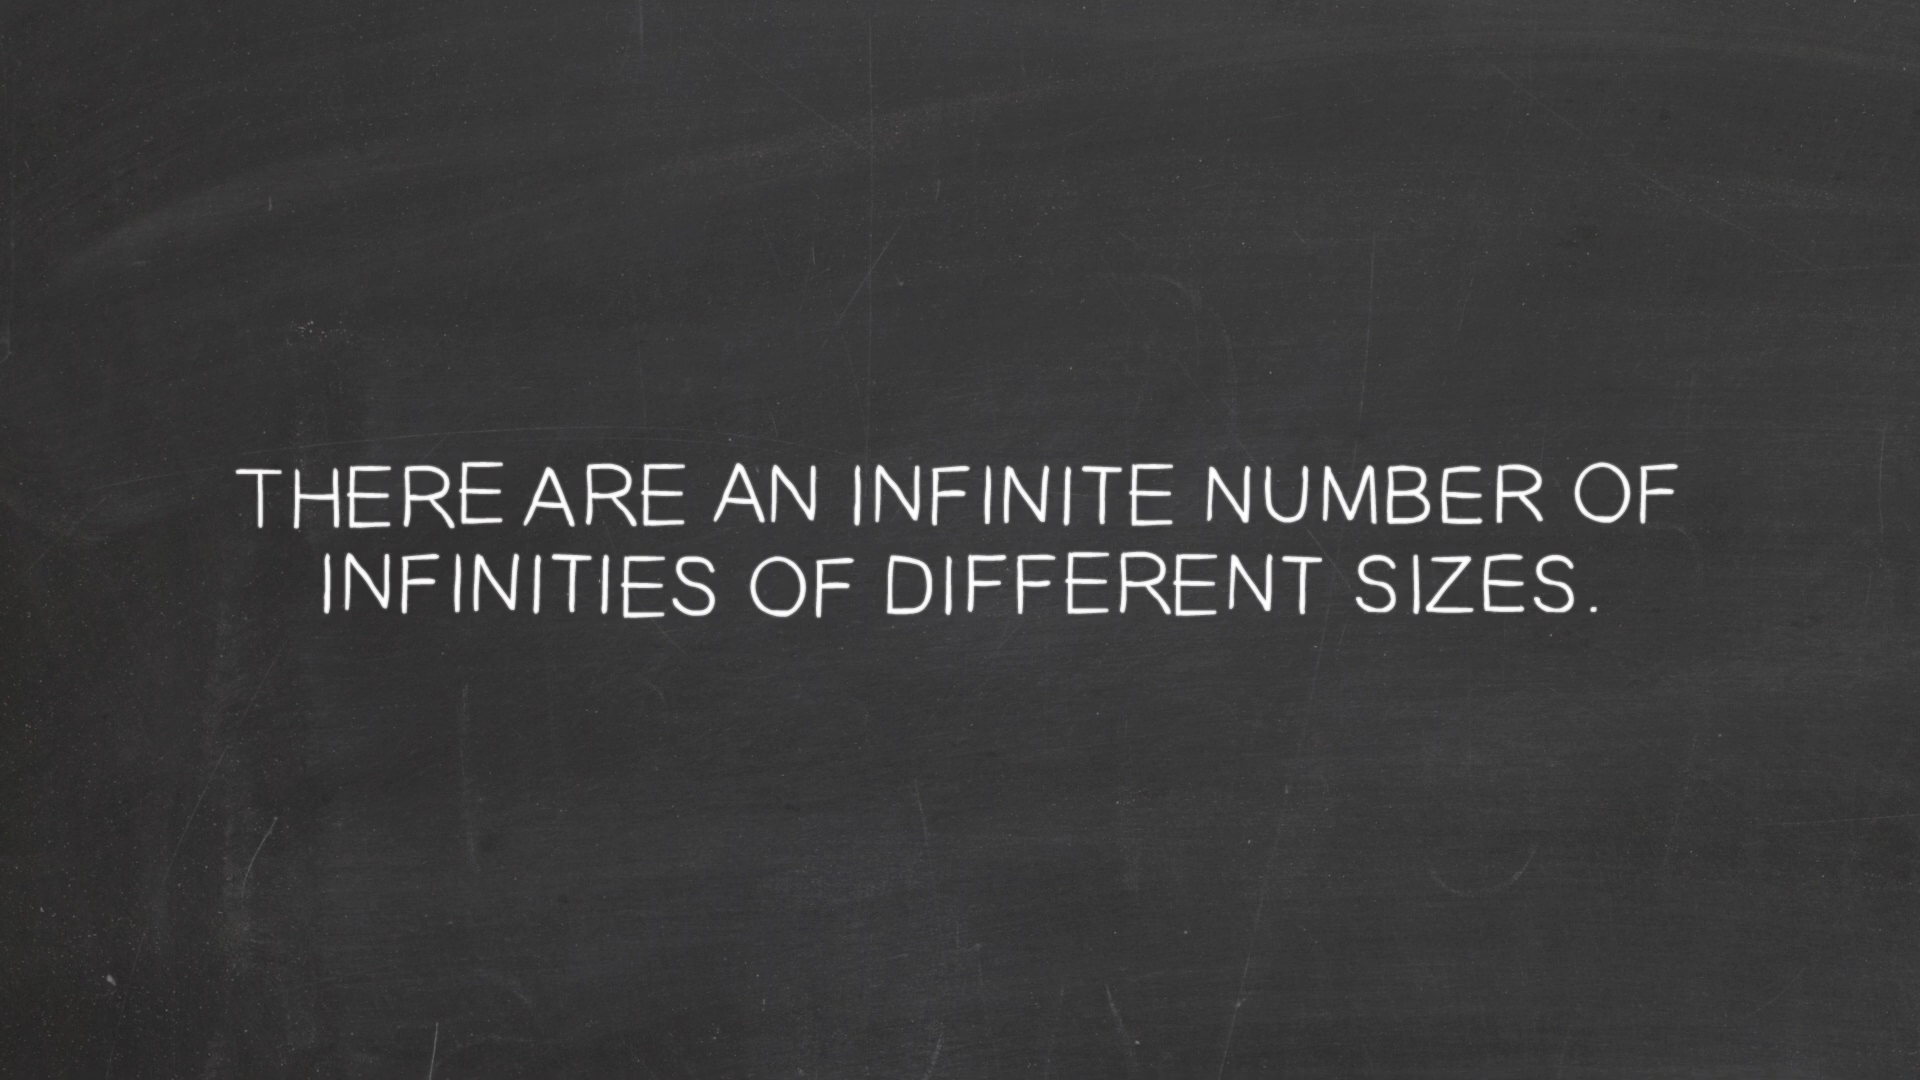 THERE ARE AN INFINITE NUMBER OF
INFINITIES OF DIFFERENT SIZES.